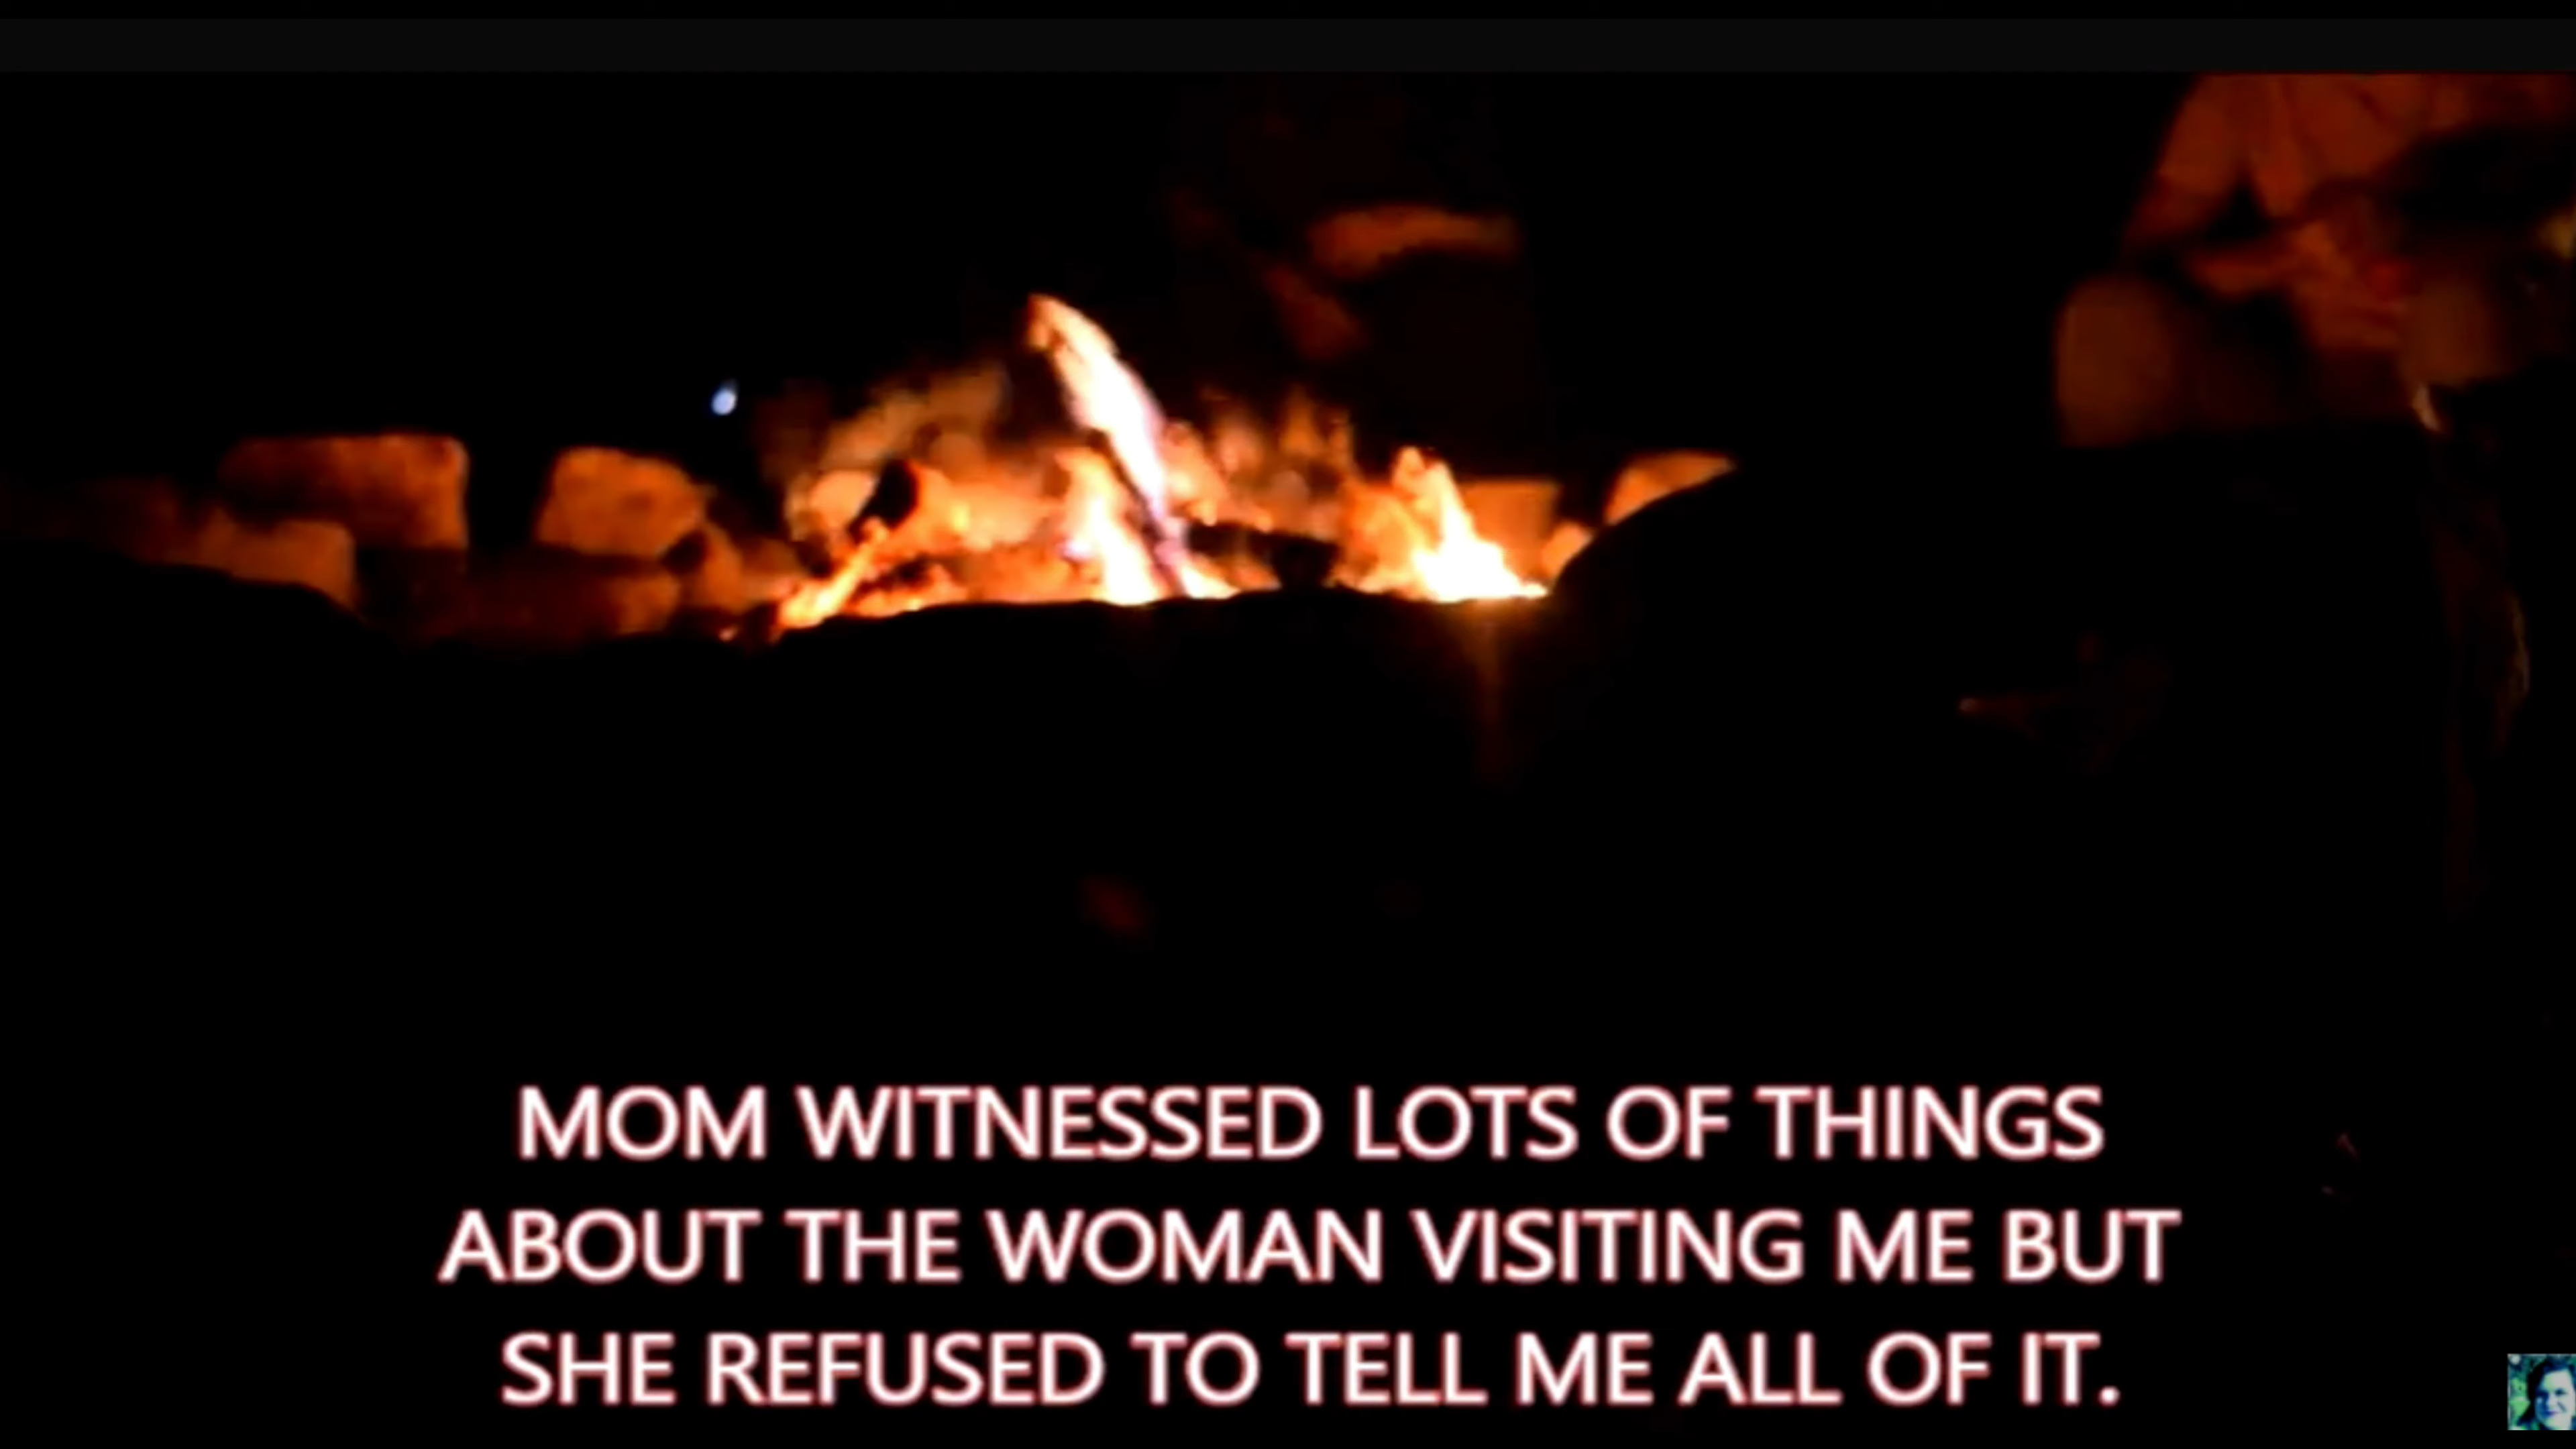 MOM WITNESSED LOTS OF THINGS
ABOUT THE WOMAN VISITING ME BUT
SHE REFUSED TO TELL ME ALL OF IT.